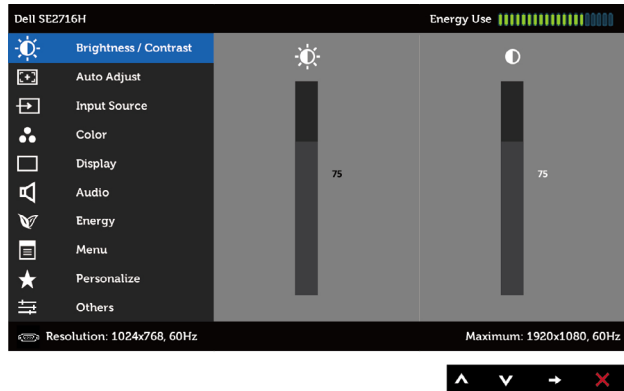 Dell SE2716H
Energy Use
Brightness / Contrast
Auto Adjust
Input Source
Color
Display
Audio
Energy
Menu
Personalize
Others
75
75
Resolution: 1024x768, 60Hz
Maximum: 1920x1080, 60Hz